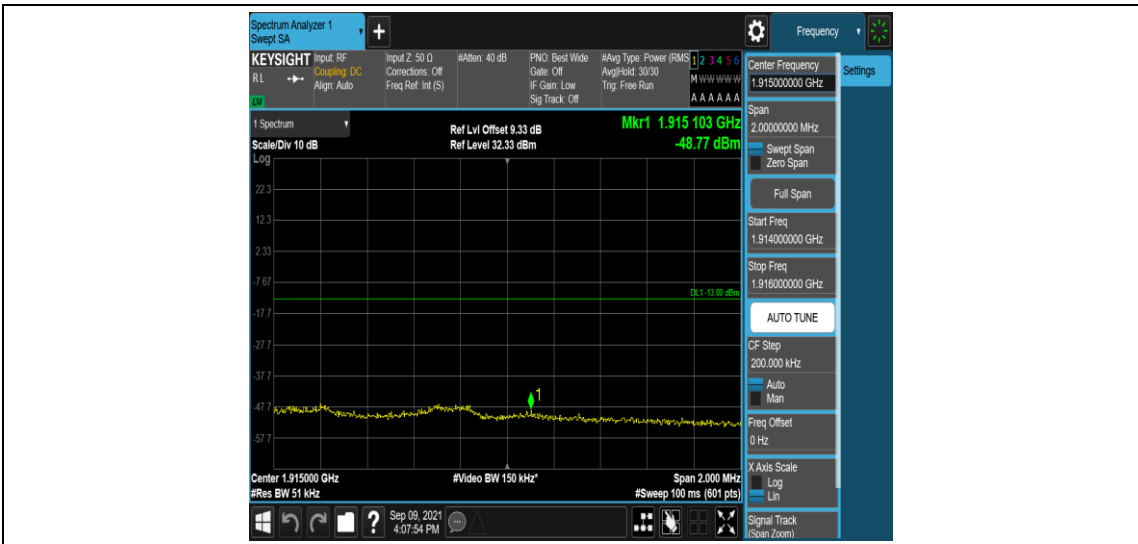 Spectrum Analyzer 1
Swept SA
+
Frequency
KEYSIGHT
RL
LXI
Input: RF
Coupling: DC
Align: Auto
Input Z: 50 Ω
Corrections: Off
Freq Ref: Int (S)
#Atten: 40 dB
PNO: Best Wide
Gate: Off
IF Gain: Low
Sig Track: Off
#Avg Type: Power (RMS
Avg|Hold: 30/30
Trig: Free Run
1 2 3 4 5 6
M W W W W W
A A A A A A
1 Spectrum
Scale/Div 10 dB
Log
Ref Lvl Offset 9.33 dB
Ref Level 32.33 dBm
Mkr1 1.915 103 GHz
-48.77 dBm
22.3
12.3
2.33
-7.67
DL1 -13.00 dBm
-17.7
-27.7
-37.7
1
-47.7
-57.7
Center 1.915000 GHz
#Res BW 51 kHz
#Video BW 150 kHz*
Span 2.000 MHz
#Sweep 100 ms (601 pts)
?
Sep 09, 2021
4:07:54 PM
Center Frequency
1.915000000 GHz
Settings
Span
2.00000000 MHz
Swept Span
Zero Span
Full Span
Start Freq
1.914000000 GHz
Stop Freq
1.916000000 GHz
AUTO TUNE
CF Step
200.000 kHz
Auto
Man
Freq Offset
0 Hz
X Axis Scale
Log
Lin
Signal Track
(Span Zoom)